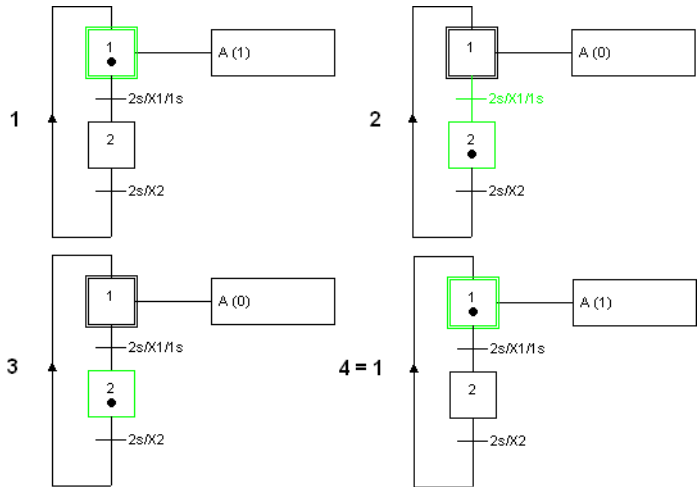 1
1
A (1)
2s/X1/1s
2
2s/X2
2
1
A (0)
2s/X1/1s
2
2s/X2
3
1
A (0)
2s/X1/1s
2
2s/X2
4 = 1
1
A (1)
2s/X1/1s
2
2s/X2